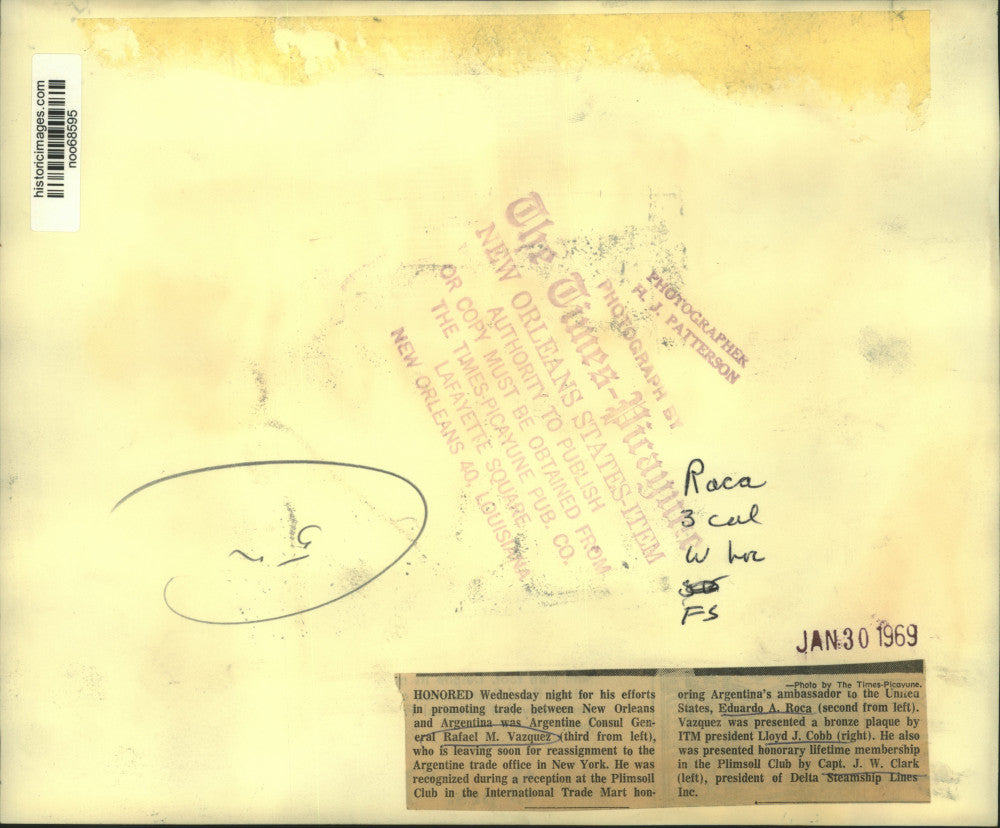 historicimages.com
noo68595
The Times-Picayune
NEW ORLEANS STATES-ITEM
AUTHORITY TO PUBLISH
OR COPY MUST BE OBTAINED FROM
THE TIMES-PICAYUNE PUB. CO.
LAFAYETTE SQUARE
NEW ORLEANS 40, LOUISIANA
PHOTOGRAPH BY
PHOTOGRAPHER
H. J. PATTERSON
Roca
3 col
W
FS
JAN 30 1969
HONORED Wednesday night for his efforts
in promoting trade between New Orleans
and Argentina was Argentine Consul Gen-
eral Rafael M. Vazquez (third from left),
who is leaving soon for reassignment to the
Argentine trade office in New York. He was
recognized during a reception at the Plimsoll
Club in the International Trade Mart hon-
—Photo by The Times-Picayune.
oring Argentina's ambassador to the United
States, Eduardo A. Roca (second from left).
Vazquez was presented a bronze plaque by
ITM president Lloyd J. Cobb (right). He also
was presented honorary lifetime membership
in the Plimsoll Club by Capt. J. W. Clark
(left), president of Delta Steamship Lines
Inc.